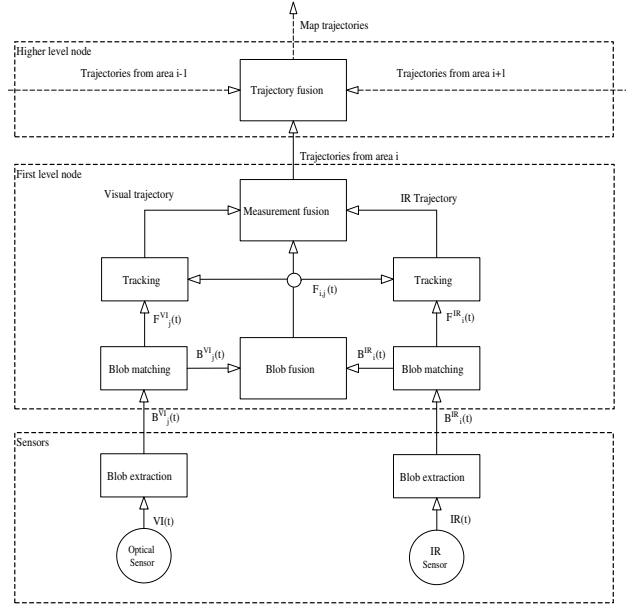 Map trajectories
Higher level node
Trajectories from area i-1
Trajectories from area i+1
Trajectory fusion
Trajectories from area i
First level node
Visual trajectory
IR Trajectory
Measurement fusion
Tracking
Tracking
F_{i,j}(t)
F^{VI}_j(t)
F^{IR}_i(t)
B^{VI}_j(t)
B^{IR}_i(t)
Blob matching
Blob fusion
Blob matching
B^{VI}_j(t)
B^{IR}_i(t)
Sensors
Blob extraction
Blob extraction
VI(t)
IR(t)
Optical
Sensor
IR
Sensor